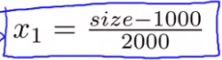 x₁ = (size−1000)/2000